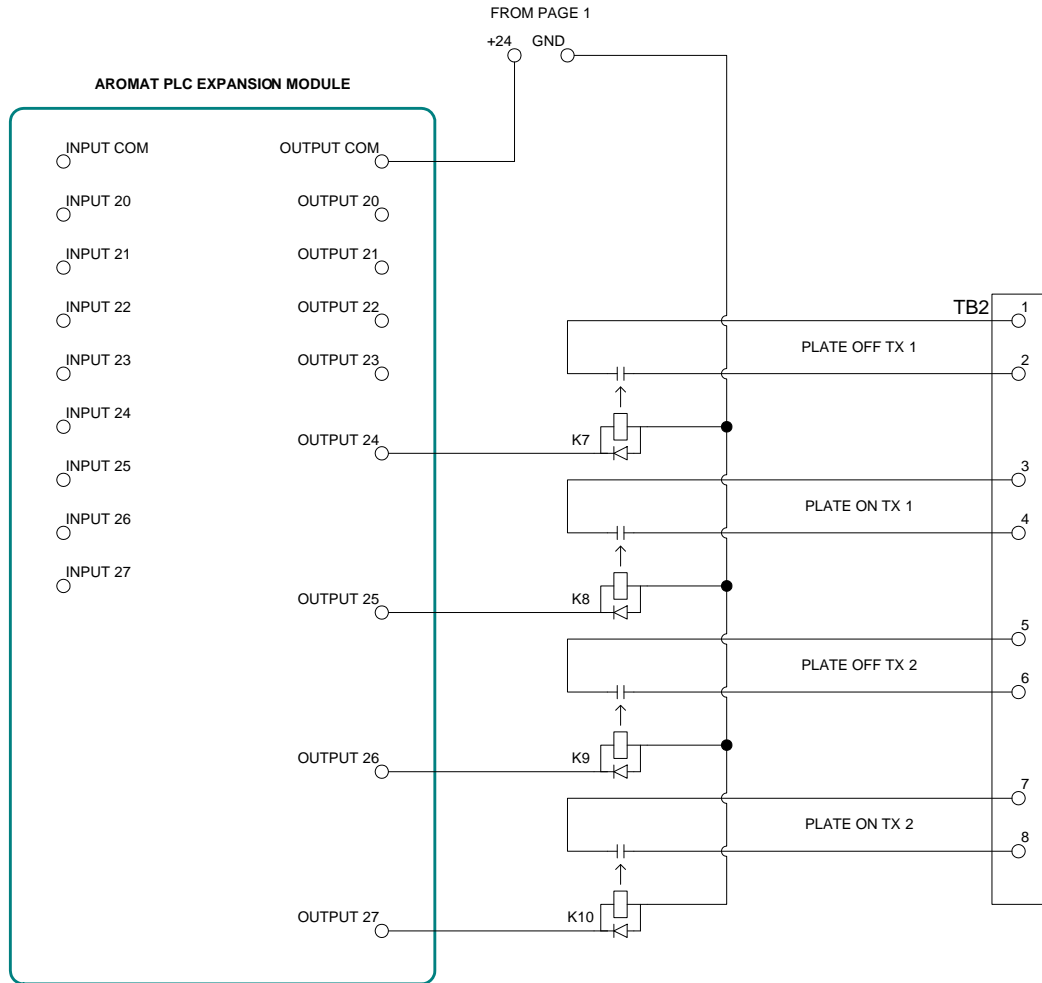 FROM PAGE 1
+24 GND
AROMAT PLC EXPANSION MODULE
INPUT COM
OUTPUT COM
INPUT 20
OUTPUT 20
INPUT 21
OUTPUT 21
INPUT 22
OUTPUT 22
INPUT 23
OUTPUT 23
INPUT 24
OUTPUT 24
INPUT 25
INPUT 26
INPUT 27
OUTPUT 25
OUTPUT 26
OUTPUT 27
K7
K8
K9
K10
TB2
1
PLATE OFF TX 1
2
3
PLATE ON TX 1
4
5
PLATE OFF TX 2
6
7
PLATE ON TX 2
8